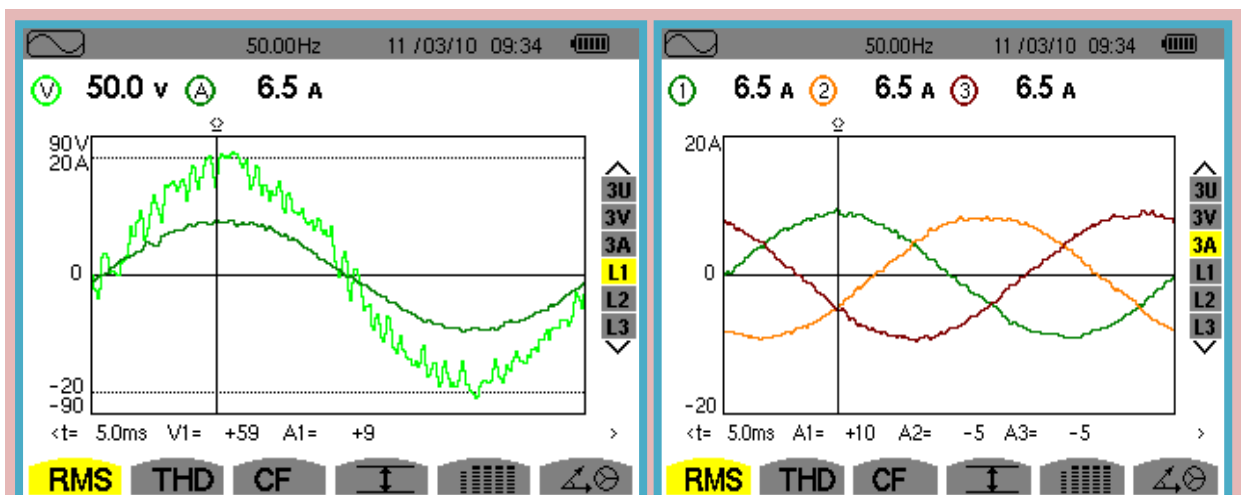 50.00Hz 11/03/10 09:34
V 50.0 V A 6.5 A
90V
20A
0
-20
-90
3U
3V
3A
L1
L2
L3
<t= 5.0ms V1= +59 A1= +9 >
RMS THD CF
50.00Hz 11/03/10 09:34
1 6.5 A 2 6.5 A 3 6.5 A
20A
0
-20
3U
3V
3A
L1
L2
L3
<t= 5.0ms A1= +10 A2= -5 A3= -5 >
RMS THD CF